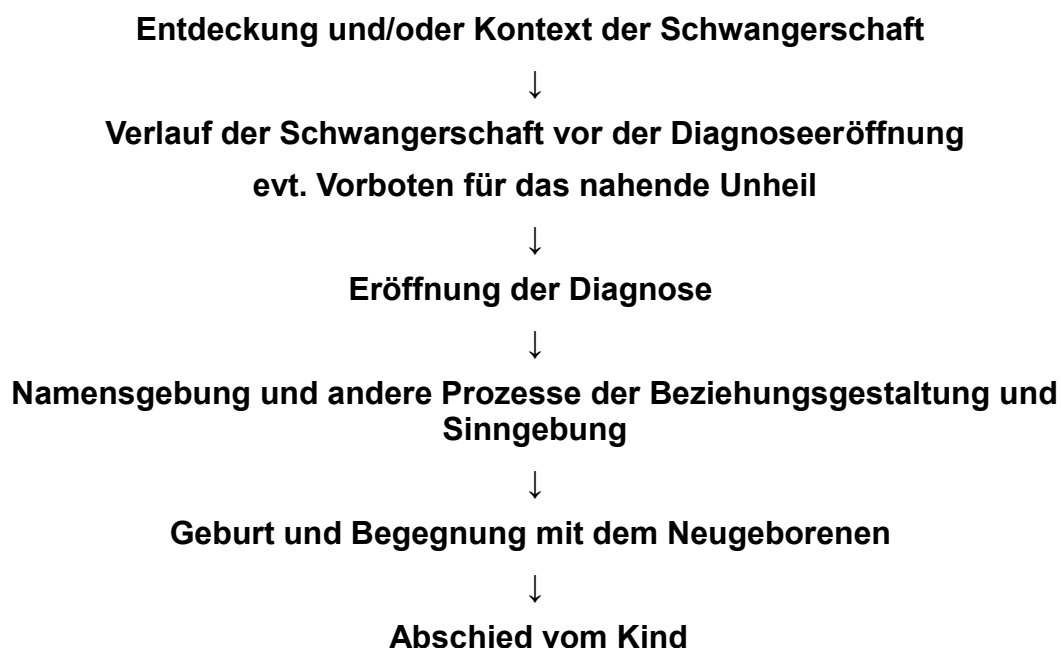 Entdeckung und/oder Kontext der Schwangerschaft
↓
Verlauf der Schwangerschaft vor der Diagnoseeröffnung
evt. Vorboten für das nahende Unheil
↓
Eröffnung der Diagnose
↓
Namensgebung und andere Prozesse der Beziehungsgestaltung und
Sinngebung
↓
Geburt und Begegnung mit dem Neugeborenen
↓
Abschied vom Kind